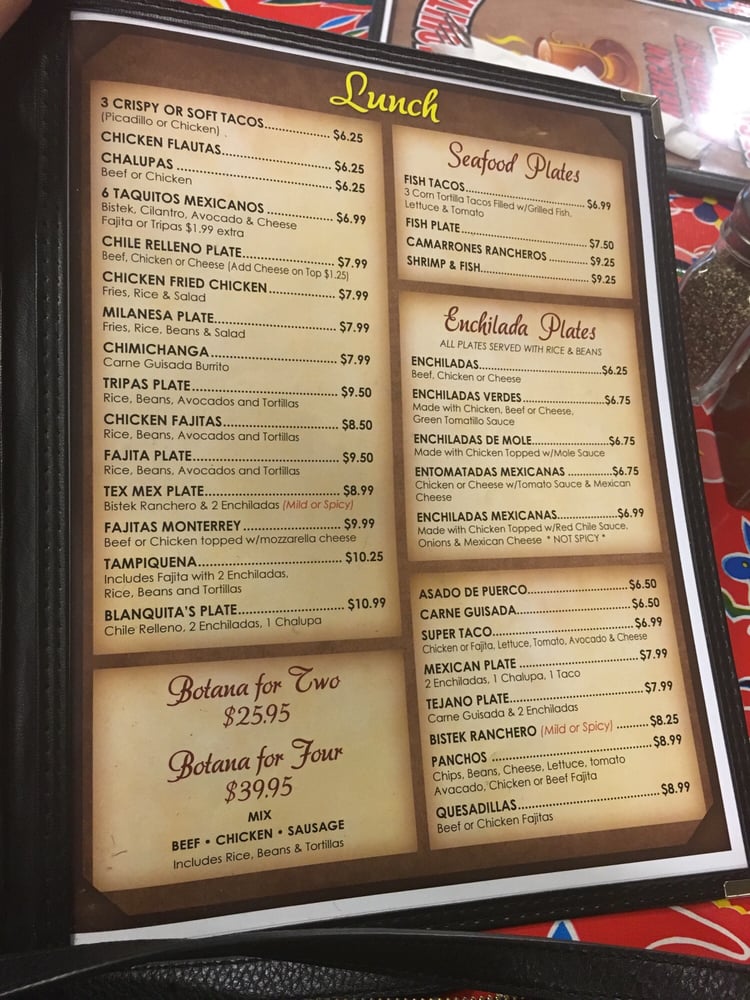 Lunch
3 CRISPY OR SOFT TACOS.................. $6.25
(Picadillo or Chicken)
CHICKEN FLAUTAS............................... $6.25
CHALUPAS ........................................... $6.25
Beef or Chicken
6 TAQUITOS MEXICANOS .................. $6.99
Bistek, Cilantro, Avocado & Cheese
Fajita or Tripas $1.99 extra
CHILE RELLENO PLATE......................... $7.99
Beef, Chicken or Cheese (Add Cheese on Top $1.25)
CHICKEN FRIED CHICKEN................... $7.99
Fries, Rice & Salad
MILANESA PLATE................................. $7.99
Fries, Rice, Beans & Salad
CHIMICHANGA................................... $7.99
Carne Guisada Burrito
TRIPAS PLATE........................................ $9.50
Rice, Beans, Avocados and Tortillas
CHICKEN FAJITAS................................ $8.50
Rice, Beans, Avocados and Tortillas
FAJITA PLATE........................................ $9.50
Rice, Beans, Avocados and Tortillas
TEX MEX PLATE..................................... $8.99
Bistek Ranchero & 2 Enchiladas (Mild or Spicy)
FAJITAS MONTERREY .......................... $9.99
Beef or Chicken topped w/mozzarella cheese
TAMPIQUENA...................................... $10.25
Includes Fajita with 2 Enchiladas,
Rice, Beans and Tortillas
BLANQUITA'S PLATE............................ $10.99
Chile Relleno, 2 Enchiladas, 1 Chalupa
Botana for Two
$25.95
Botana for Four
$39.95
MIX
BEEF • CHICKEN • SAUSAGE
Includes Rice, Beans & Tortillas
Seafood Plates
FISH TACOS.................................. $6.99
3 Corn Tortilla Tacos Filled w/Grilled Fish,
Lettuce & Tomato
FISH PLATE.................................... $7.50
CAMARRONES RANCHEROS .......... $9.25
SHRIMP & FISH.............................. $9.25
Enchilada Plates
ALL PLATES SERVED WITH RICE & BEANS
ENCHILADAS.................................$6.25
Beef, Chicken or Cheese
ENCHILADAS VERDES......................$6.75
Made with Chicken, Beef or Cheese,
Green Tomatillo Sauce
ENCHILADAS DE MOLE....................$6.75
Made with Chicken Topped w/Mole Sauce
ENTOMATADAS MEXICANAS ............$6.75
Chicken or Cheese w/Tomato Sauce & Mexican
Cheese
ENCHILADAS MEXICANAS.................$6.99
Made with Chicken Topped w/Red Chile Sauce,
Onions & Mexican Cheese * NOT SPICY *
ASADO DE PUERCO.........................$6.50
CARNE GUISADA.............................$6.50
SUPER TACO....................................$6.99
Chicken or Fajita, Lettuce, Tomato, Avocado & Cheese
MEXICAN PLATE ..............................$7.99
2 Enchiladas, 1 Chalupa, 1 Taco
TEJANO PLATE.................................$7.99
Carne Guisada & 2 Enchiladas
BISTEK RANCHERO (Mild or Spicy) ........$8.25
PANCHOS ........................................$8.99
Chips, Beans, Cheese, Lettuce, tomato
Avacado, Chicken or Beef Fajita
QUESADILLAS...................................$8.99
Beef or Chicken Fajitas